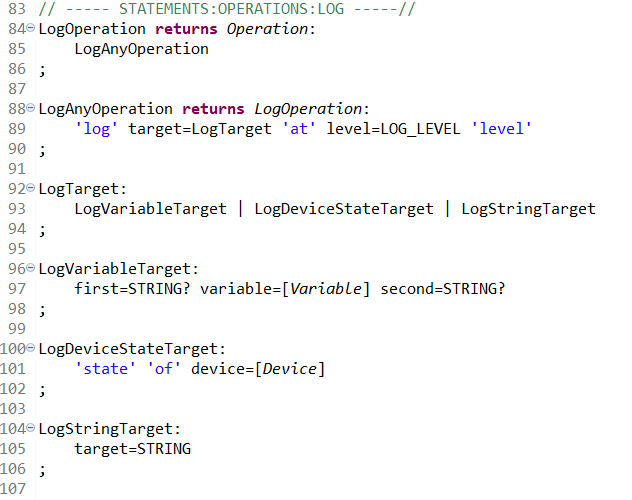 83 // ----- STATEMENTS:OPERATIONS:LOG -----//
84 LogOperation returns Operation:
85     LogAnyOperation
86 ;
87
88 LogAnyOperation returns LogOperation:
89     'log' target=LogTarget 'at' level=LOG_LEVEL 'level'
90 ;
91
92 LogTarget:
93     LogVariableTarget | LogDeviceStateTarget | LogStringTarget
94 ;
95
96 LogVariableTarget:
97     first=STRING? variable=[Variable] second=STRING?
98 ;
99
100 LogDeviceStateTarget:
101     'state' 'of' device=[Device]
102 ;
103
104 LogStringTarget:
105     target=STRING
106 ;
107